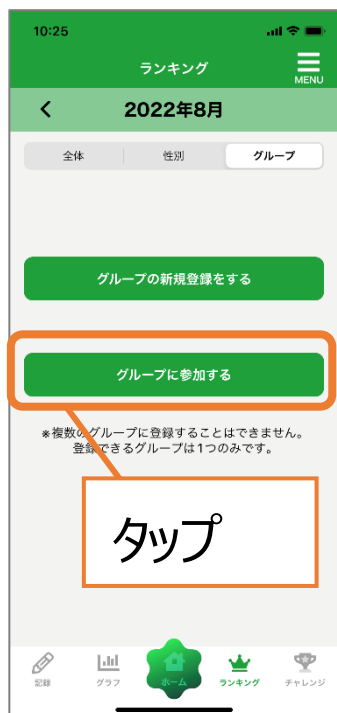 10:25
ランキング
MENU
2022年8月
全体 性別 グループ
グループの新規登録をする
グループに参加する
※複数のグループに登録することはできません。
登録できるグループは1つのみです。
タップ
記録 グラフ ホーム ランキング チャレンジ